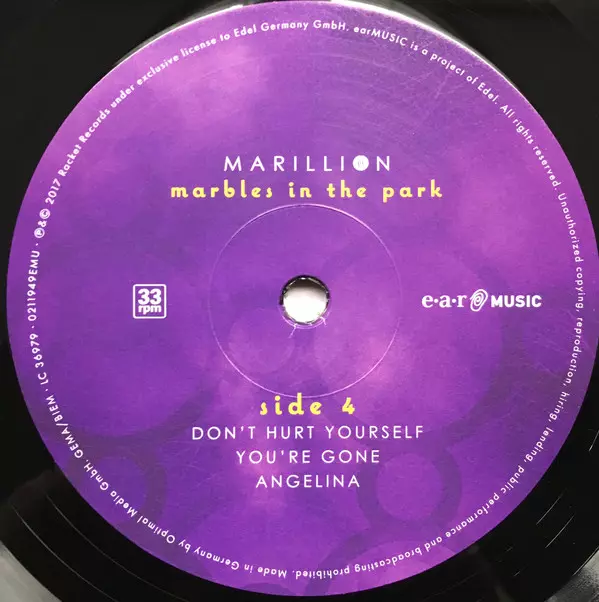 MARILLION
marbles in the park
33
rpm
e·a·r MUSIC
side 4
DON'T HURT YOURSELF
YOU'RE GONE
ANGELINA
℗&© 2017 Racket Records under exclusive license to Edel Germany GmbH. earMUSIC is a project of Edel. All rights reserved. Unauthorized copying, reproduction, hiring, lending, public performance and broadcasting prohibited. Made in Germany by Optimal Media GmbH. GEMA/BIEM · LC 36979 · 0211949EMU ·